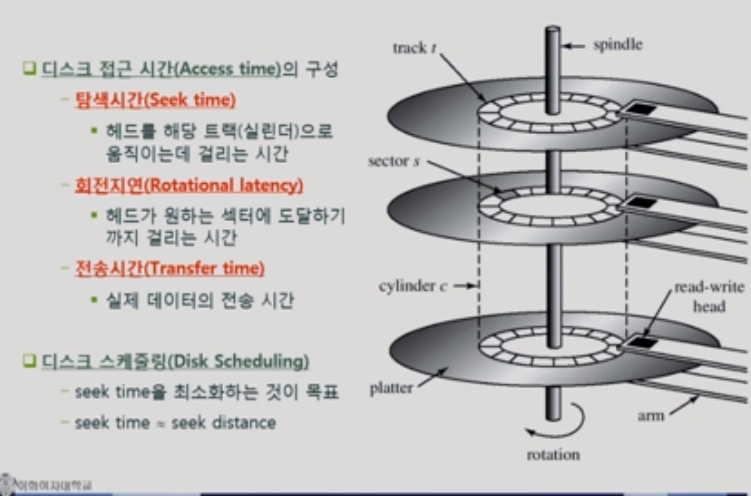 디스크 접근 시간(Access time)의 구성
- 탐색시간(Seek time)
헤드를 해당 트랙(실린더)으로
움직이는데 걸리는 시간
- 회전지연(Rotational latency)
헤드가 원하는 섹터에 도달하기
까지 걸리는 시간
- 전송시간(Transfer time)
실제 데이터의 전송 시간
디스크 스케줄링(Disk Scheduling)
- seek time을 최소화하는 것이 목표
- seek time ≈ seek distance
track t
spindle
sector s
cylinder c
read-write
head
platter
arm
rotation
이화여자대학교